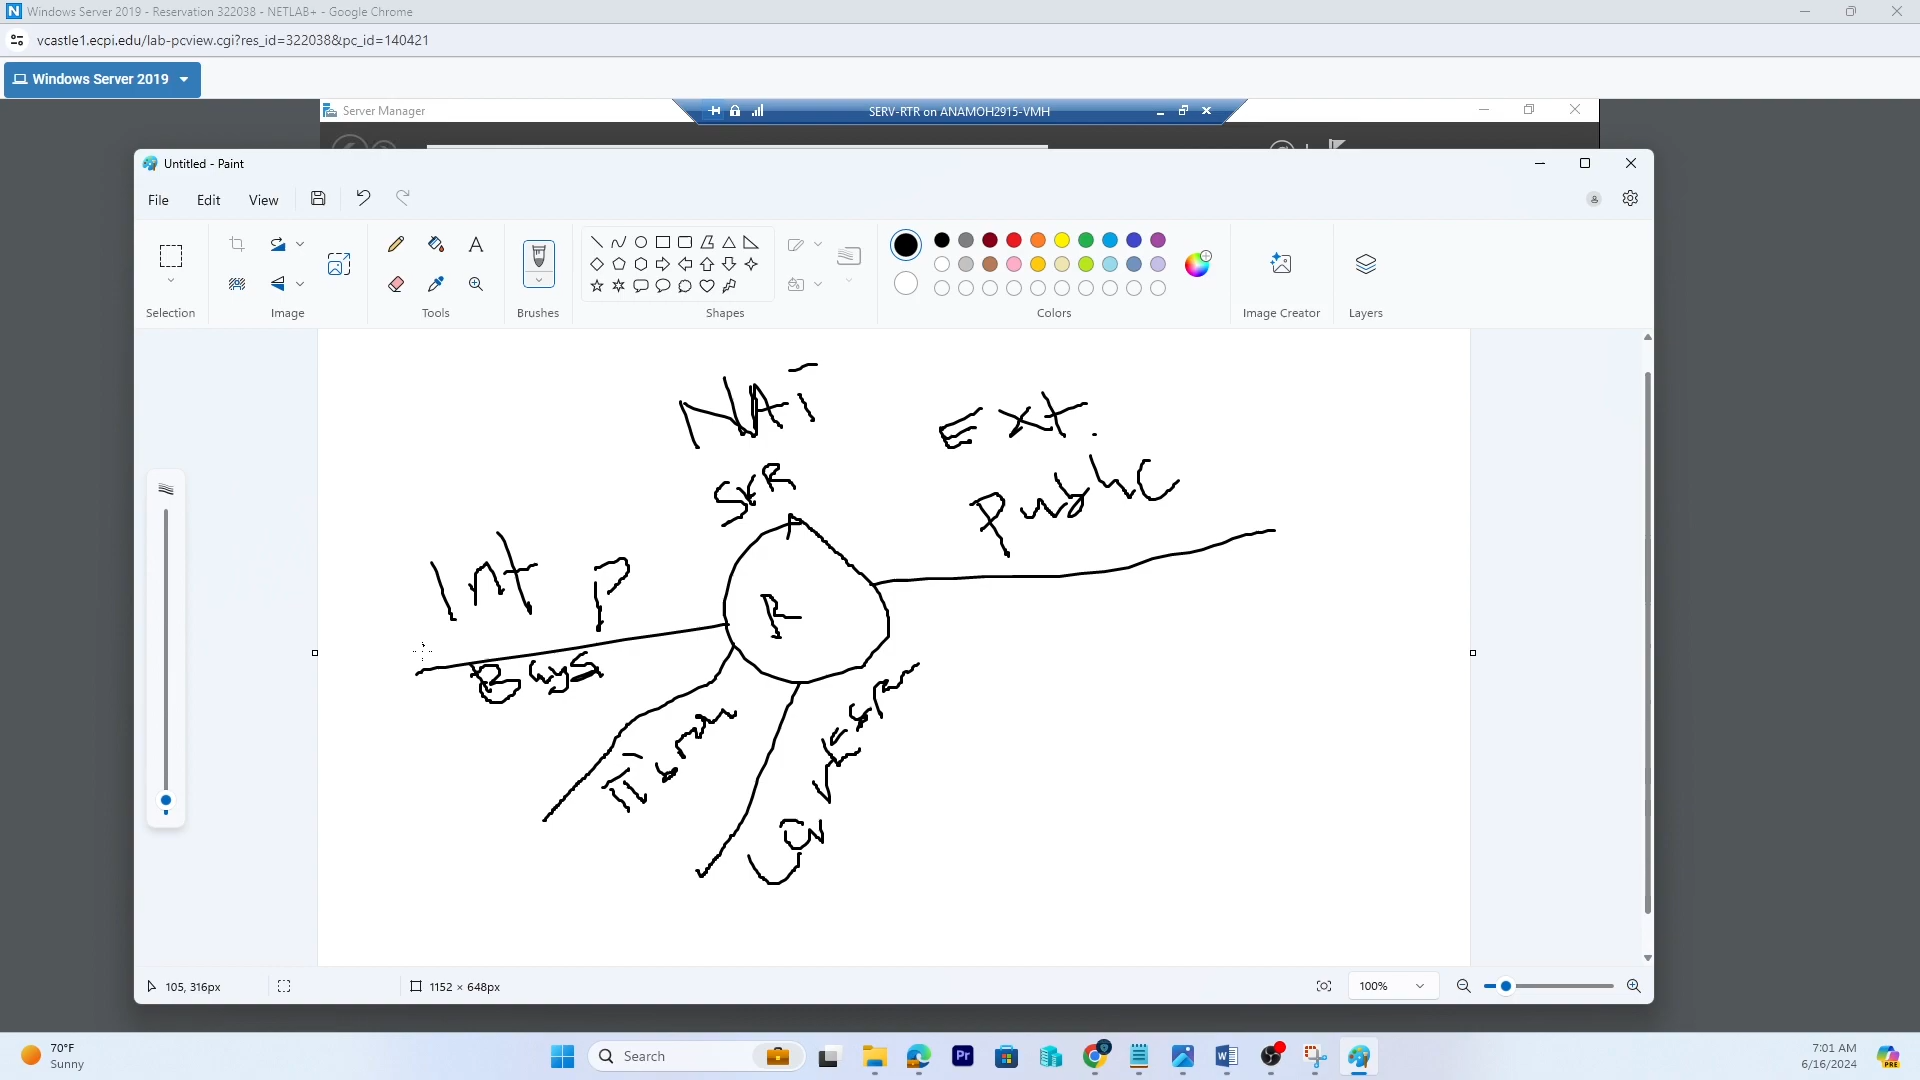 Windows Server 2019 - Reservation 322038 - NETLAB+ - Google Chrome
vcastle1.ecpi.edu/lab-pcview.cgi?res_id=322038&pc_id=140421
Windows Server 2019
Server Manager
SERV-RTR on ANAMOH2915-VMH
Untitled - Paint
File Edit View
Selection Image Tools Brushes Shapes Colors Image Creator Layers
NAT
Ext.
Public
Int P
R
105, 316px
1152 × 648px
100%
Search
Pr
70°F
Sunny
7:01 AM
6/16/2024
PRE